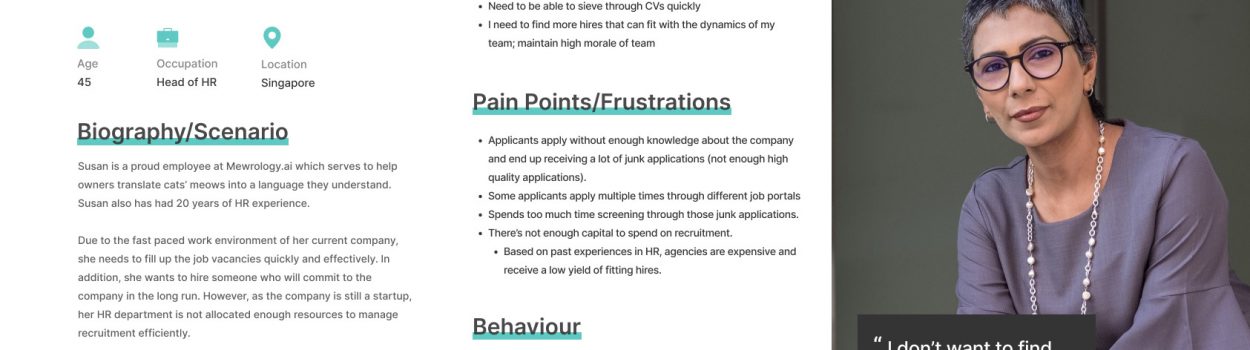 Age
45
Occupation
Head of HR
Location
Singapore
Biography/Scenario
Susan is a proud employee at Mewrology.ai which serves to help
owners translate cats' meows into a language they understand.
Susan also has had 20 years of HR experience.
Due to the fast paced work environment of her current company,
she needs to fill up the job vacancies quickly and effectively. In
addition, she wants to hire someone who will commit to the
company in the long run. However, as the company is still a startup,
her HR department is not allocated enough resources to manage
recruitment efficiently.
• Need to be able to sieve through CVs quickly
• I need to find more hires that can fit with the dynamics of my
team; maintain high morale of team
Pain Points/Frustrations
• Applicants apply without enough knowledge about the company
and end up receiving a lot of junk applications (not enough high
quality applications).
• Some applicants apply multiple times through different job portals
• Spends too much time screening through those junk applications.
• There's not enough capital to spend on recruitment.
• Based on past experiences in HR, agencies are expensive and
receive a low yield of fitting hires.
Behaviour
“ I don't want to find